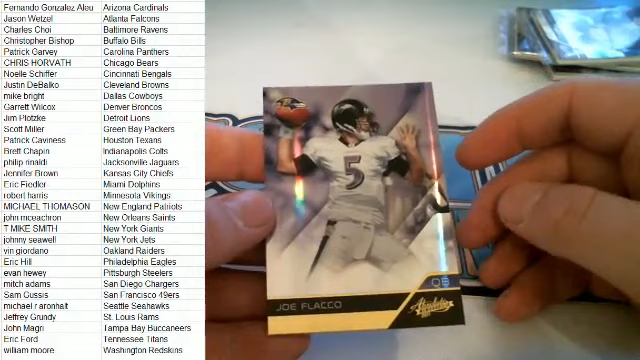 Fernando Gonzalez Aleu Arizona Cardinals
Jason Wetzel Atlanta Falcons
Charles Choi Baltimore Ravens
Christopher Bishop Buffalo Bills
Patrick Garvey Carolina Panthers
CHRIS HORVATH Chicago Bears
Noelle Schiffer Cincinnati Bengals
Justin DeBalko Cleveland Browns
mike bright Dallas Cowboys
Garrett Wilcox Denver Broncos
Jim Plotzke Detroit Lions
Scott Miller Green Bay Packers
Patrick Caviness Houston Texans
Brett Chapin Indianapolis Colts
philip rinaldi Jacksonville Jaguars
Jennifer Brown Kansas City Chiefs
Eric Fiedler Miami Dolphins
robert harris Minnesota Vikings
MICHAEL THOMASON New England Patriots
john mceachron New Orleans Saints
T MIKE SMITH New York Giants
johnny seawell New York Jets
vin giordano Oakland Raiders
Eric Hill Philadelphia Eagles
evan hewey Pittsburgh Steelers
mitch adams San Diego Chargers
Sam Gussis San Francisco 49ers
michael r aronhalt Seattle Seahawks
Jeffrey Grundy St. Louis Rams
John Magri Tampa Bay Buccaneers
Eric Ford Tennessee Titans
william moore Washington Redskins
5
QB
JOE FLACCO
Absolute